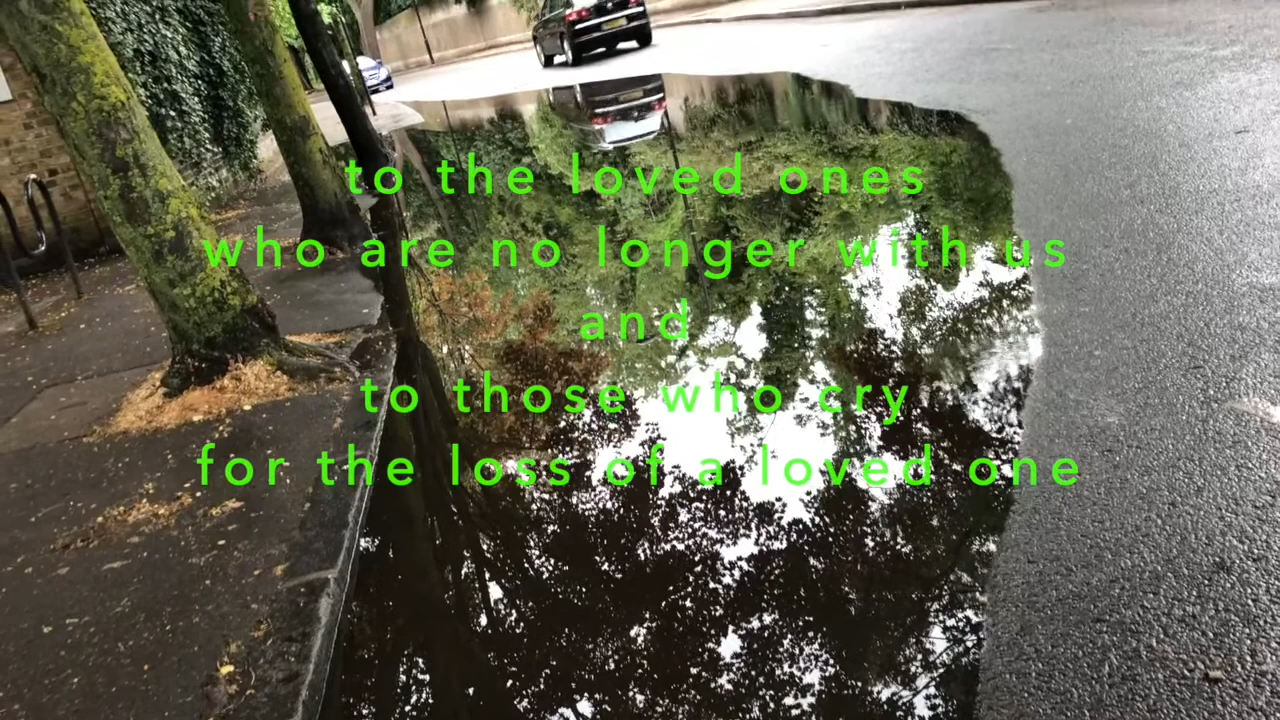 to the loved ones
who are no longer with us
and
to those who cry
for the loss of a loved one